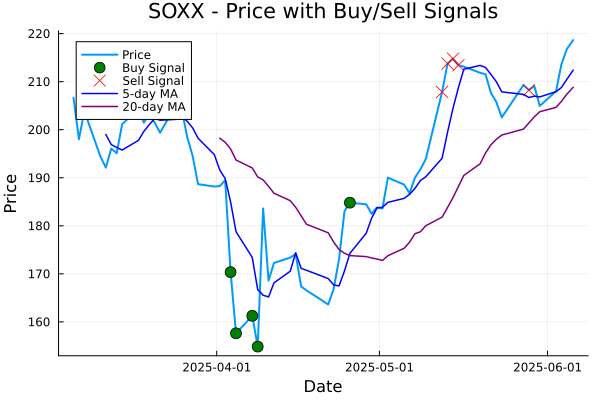 SOXX - Price with Buy/Sell Signals
220
210
200
190
180
170
160
Price
Price
Buy Signal
Sell Signal
5-day MA
20-day MA
2025-04-01
2025-05-01
2025-06-01
Date